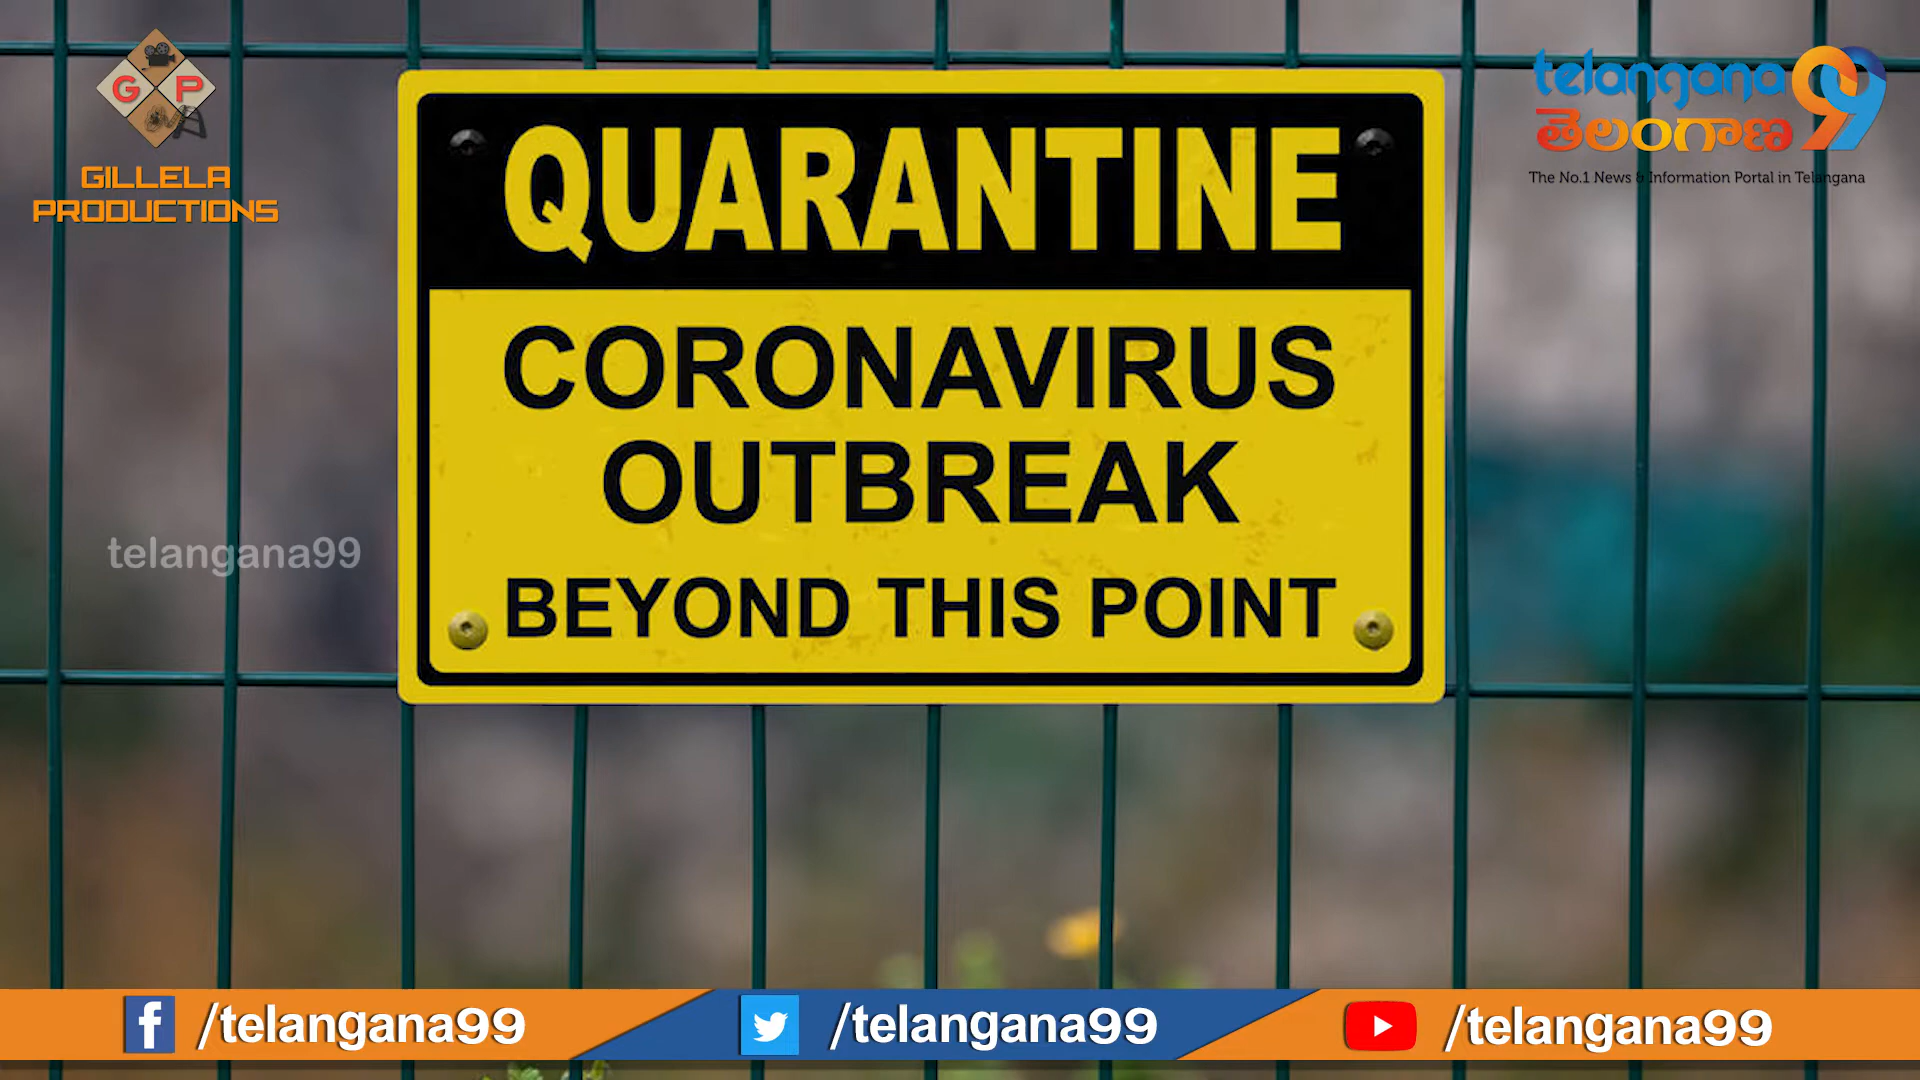 G P
GILLELA
PRODUCTIONS
telangana99
తెలంగాణ
The No.1 News & Information Portal in Telangana
QUARANTINE
CORONAVIRUS
OUTBREAK
BEYOND THIS POINT
telangana99
/telangana99
/telangana99
/telangana99